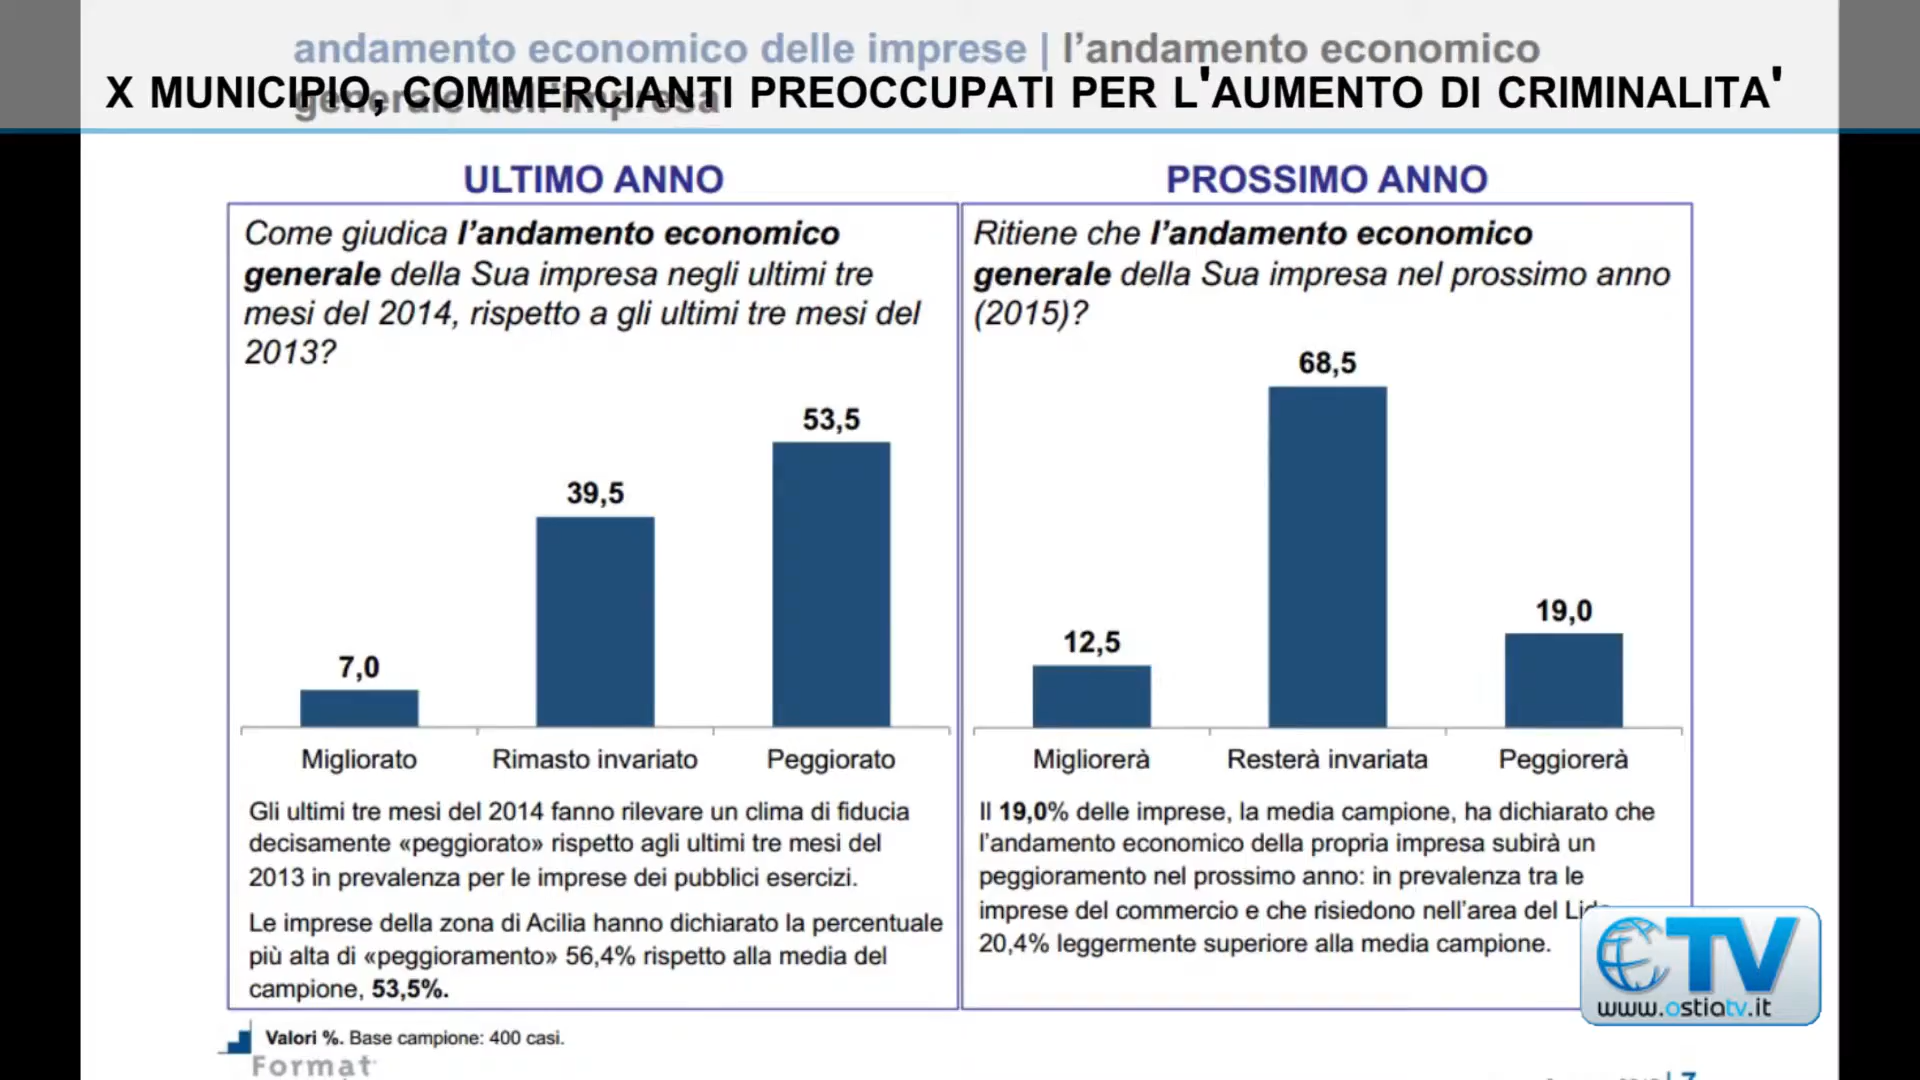 andamento economico delle imprese | l'andamento economico
generale dell'impresa
X MUNICIPIO, COMMERCIANTI PREOCCUPATI PER L'AUMENTO DI CRIMINALITA'
ULTIMO ANNO
Come giudica l'andamento economico
generale della Sua impresa negli ultimi tre
mesi del 2014, rispetto a gli ultimi tre mesi del
2013?
7,0
39,5
53,5
Migliorato Rimasto invariato Peggiorato
Gli ultimi tre mesi del 2014 fanno rilevare un clima di fiducia
decisamente «peggiorato» rispetto agli ultimi tre mesi del
2013 in prevalenza per le imprese dei pubblici esercizi.
Le imprese della zona di Acilia hanno dichiarato la percentuale
più alta di «peggioramento» 56,4% rispetto alla media del
campione, 53,5%.
PROSSIMO ANNO
Ritiene che l'andamento economico
generale della Sua impresa nel prossimo anno
(2015)?
12,5
68,5
19,0
Migliorerà Resterà invariata Peggiorerà
Il 19,0% delle imprese, la media campione, ha dichiarato che
l'andamento economico della propria impresa subirà un
peggioramento nel prossimo anno: in prevalenza tra le
imprese del commercio e che risiedono nell'area del
20,4% leggermente superiore alla media campione.
TV
www.ostiatv.it
Valori %. Base campione: 400 casi.
Format